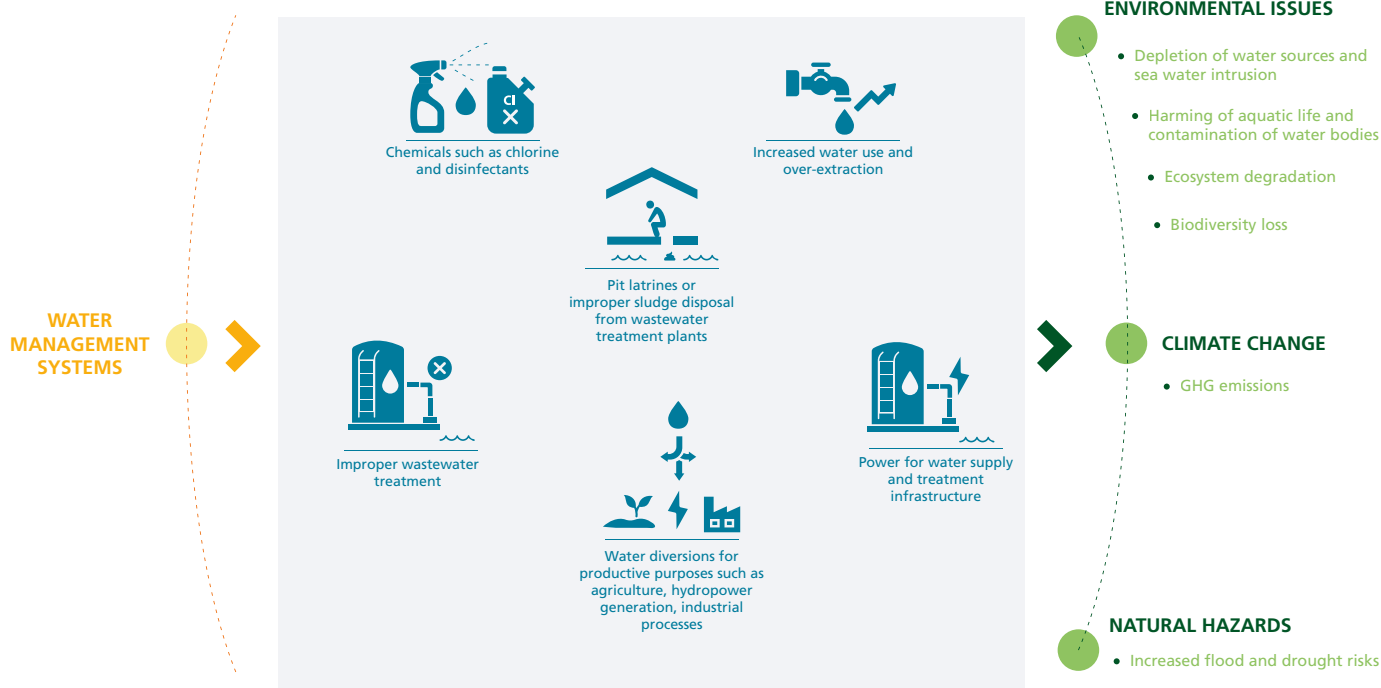 WATER
MANAGEMENT
SYSTEMS
Cl
Chemicals such as chlorine
and disinfectants
Increased water use and
over-extraction
Pit latrines or
improper sludge disposal
from wastewater
treatment plants
Improper wastewater
treatment
Power for water supply
and treatment
infrastructure
Water diversions for
productive purposes such as
agriculture, hydropower
generation, industrial
processes
ENVIRONMENTAL ISSUES
• Depletion of water sources and
sea water intrusion
• Harming of aquatic life and
contamination of water bodies
• Ecosystem degradation
• Biodiversity loss
CLIMATE CHANGE
• GHG emissions
NATURAL HAZARDS
• Increased flood and drought risks